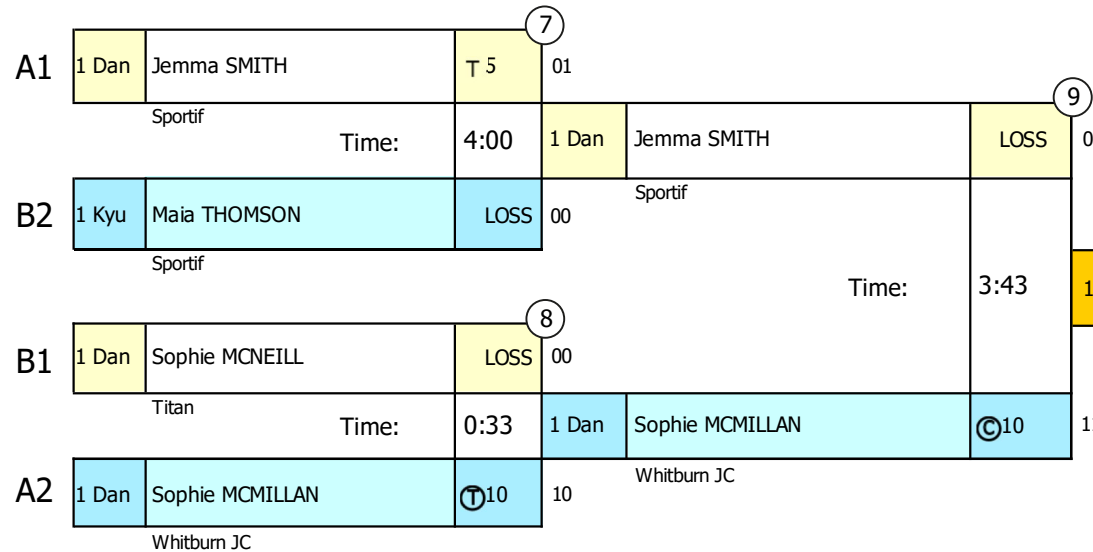 7
A1 1 Dan Jemma SMITH T 5 01
9
Sportif
Time: 4:00 1 Dan Jemma SMITH LOSS 0
Sportif
B2 1 Kyu Maia THOMSON LOSS 00
Sportif
Time: 3:43 1
8
B1 1 Dan Sophie MCNEILL LOSS 00
Titan
Time: 0:33 1 Dan Sophie MCMILLAN Ⓒ10
Whitburn JC
A2 1 Dan Sophie MCMILLAN Ⓣ10 10
Whitburn JC